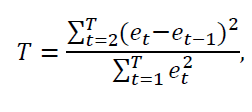 T = \frac{\sum_{t=2}^{T}(e_t - e_{t-1})^2}{\sum_{t=1}^{T} e_t^2},